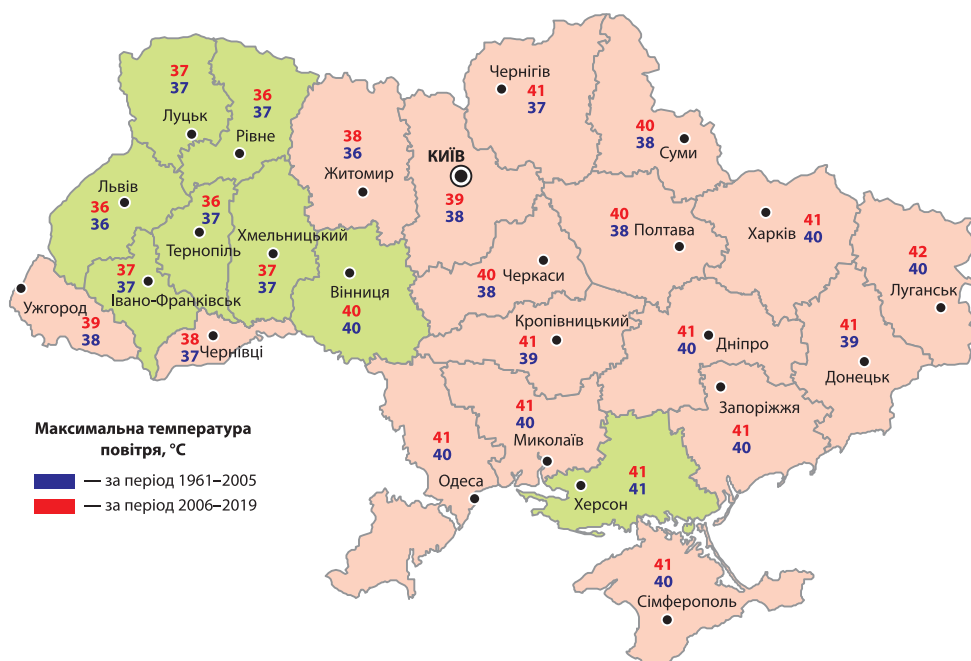 Чернігів
41
37
37
37
Луцьк
36
37
Рівне
38
36
Житомир
КИЇВ
39
38
40
38
Суми
Львів
36
36
36
37
Тернопіль
Хмельницький
37
37
40
38
Полтава
Харків
41
40
42
40
Луганськ
37
37
Івано-Франківськ
Вінниця
40
40
40
38
Черкаси
Ужгород
39
38
38
37
Чернівці
Кропівницький
41
39
41
40
Дніпро
41
39
Донецьк
Запоріжжя
41
40
41
40
Миколаїв
41
40
Одеса
41
41
Херсон
41
40
Сімферополь
Максимальна температура
повітря, °С
— за період 1961–2005
— за період 2006–2019